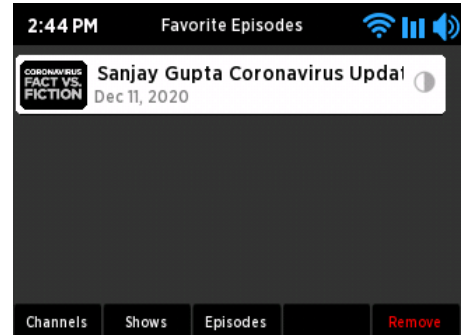 2:44 PM Favorite Episodes
CORONAVIRUS
FACT VS.
FICTION
Sanjay Gupta Coronavirus Updat
Dec 11, 2020
Channels Shows Episodes Remove